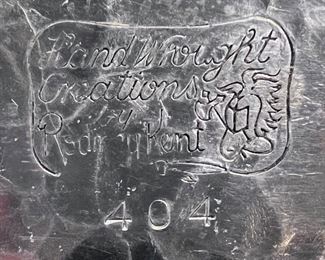 Hand Wrought
Creations
by
Rodney Kent
404